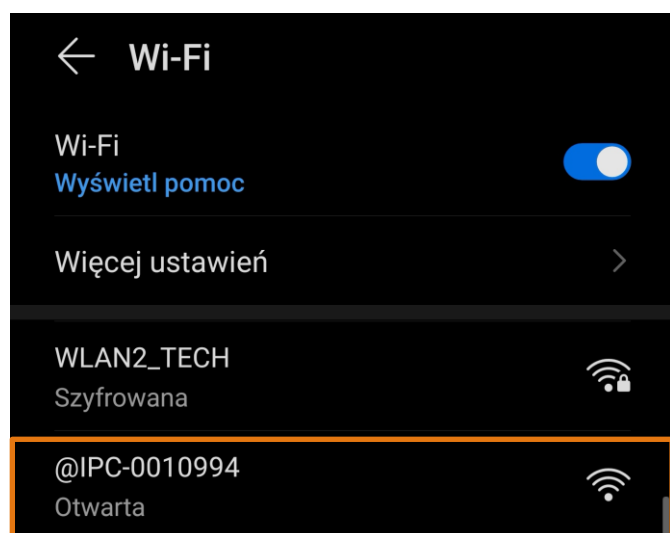 Wi-Fi
Wi-Fi
Wyświetl pomoc
Więcej ustawień
WLAN2_TECH
Szyfrowana
@IPC-0010994
Otwarta